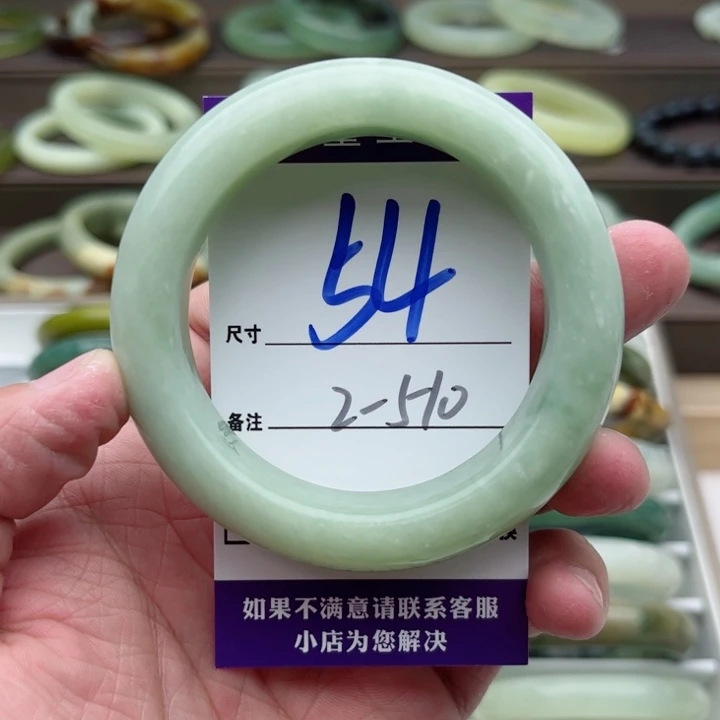 尺寸 54
备注 2-510
如果不满意请联系客服
小店为您解决